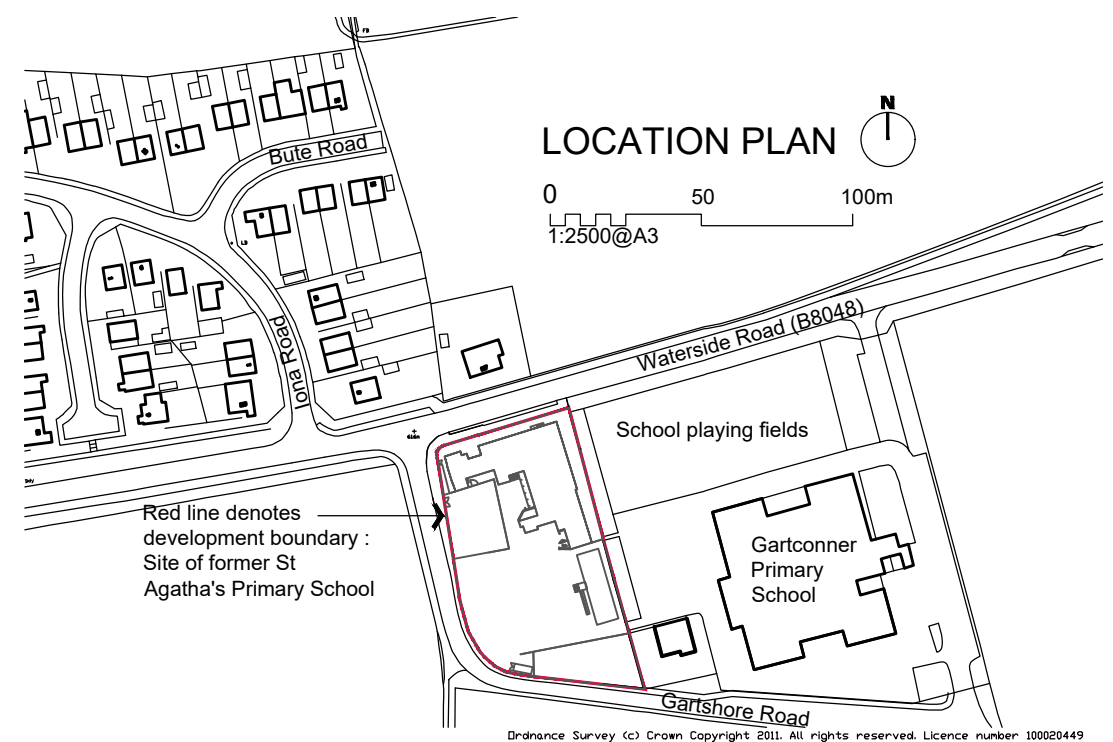 FB
LOCATION PLAN
N
0 50 100m
1:2500@A3
Bute Road
LB
Iona Road
Waterside Road (B8048)
School playing fields
Red line denotes
development boundary :
Site of former St
Agatha's Primary School
Gartconner
Primary
School
Gartshore Road
Ordnance Survey (c) Crown Copyright 2011. All rights reserved. Licence number 100020449